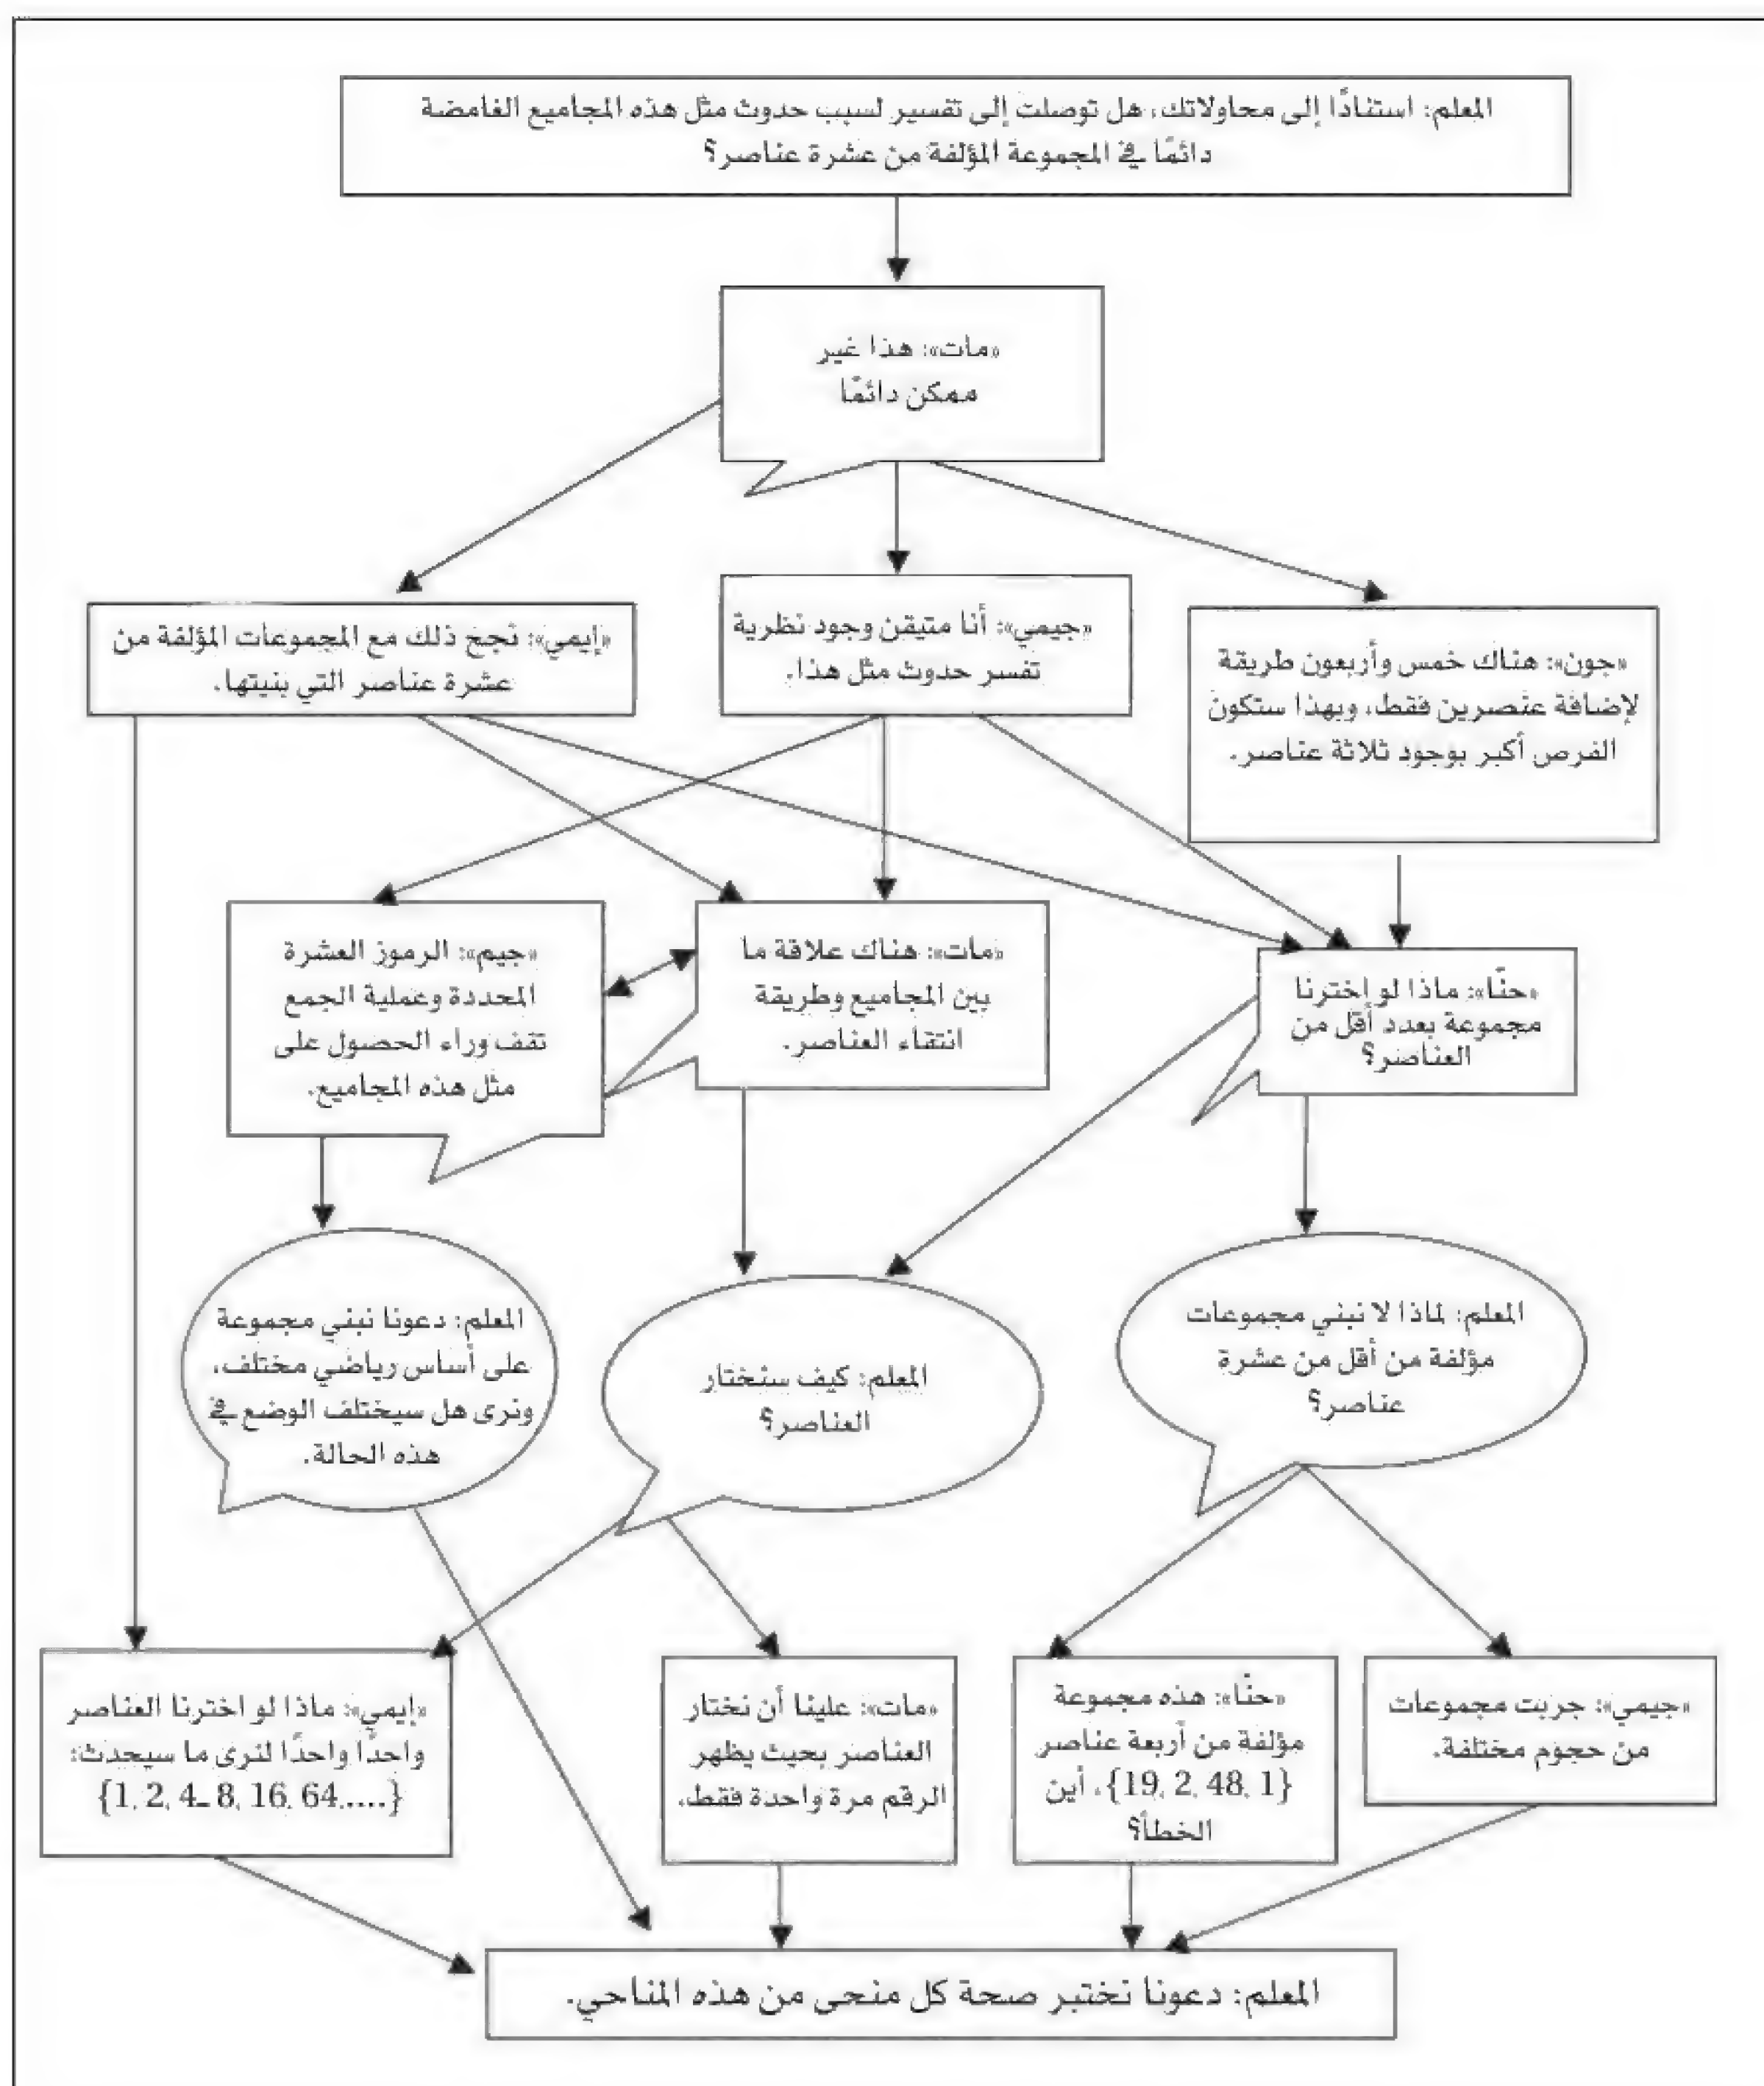 المعلم: استنادًا إلى محاولاتك، هل توصلت إلى تفسير لسبب حدوث مثل هذه المجاميع الغامضة
دائمًا في المجموعة المؤلفة من عشرة عناصر؟
«مات»: هذا غير
ممكن دائمًا
«جون»: هناك خمس وأربعون طريقة
لإضافة عنصرين فقط، وبهذا ستكون
الفرص أكبر بوجود ثلاثة عناصر.
«جيمي»: أنا متيقن وجود نظرية
تفسر حدوث مثل هذا.
«إيمي»: نجح ذلك مع المجموعات المؤلفة من
عشرة عناصر التي بنيتها.
«حنّا»: ماذا لو اخترنا
مجموعة بعدد أقل من
العناصر؟
«مات»: هناك علاقة ما
بين المجاميع وطريقة
انتقاء العناصر.
«جيم»: الرموز العشرة
المحددة وعملية الجمع
تقف وراء الحصول على
مثل هذه المجاميع.
المعلم: لماذا لا نبني مجموعات
مؤلفة من أقل من عشرة
عناصر؟
المعلم: كيف سنختار
العناصر؟
المعلم: دعونا نبني مجموعة
على أساس رياضي مختلف،
ونرى هل سيختلف الوضع في
هذه الحالة.
«جيمي»: جربت مجموعات
من حجوم مختلفة.
«حنّا»: هذه مجموعة
مؤلفة من أربعة عناصر
{19, 2, 48, 1}، أين
الخطأ؟
«مات»: علينا أن نختار
العناصر بحيث يظهر
الرقم مرة واحدة فقط.
«إيمي»: ماذا لو اخترنا العناصر
واحدًا واحدًا لنرى ما سيحدث:
{1, 2, 4ـ 8, 16, 64,....}
المعلم: دعونا نختبر صحة كل منحى من هذه المناحي.